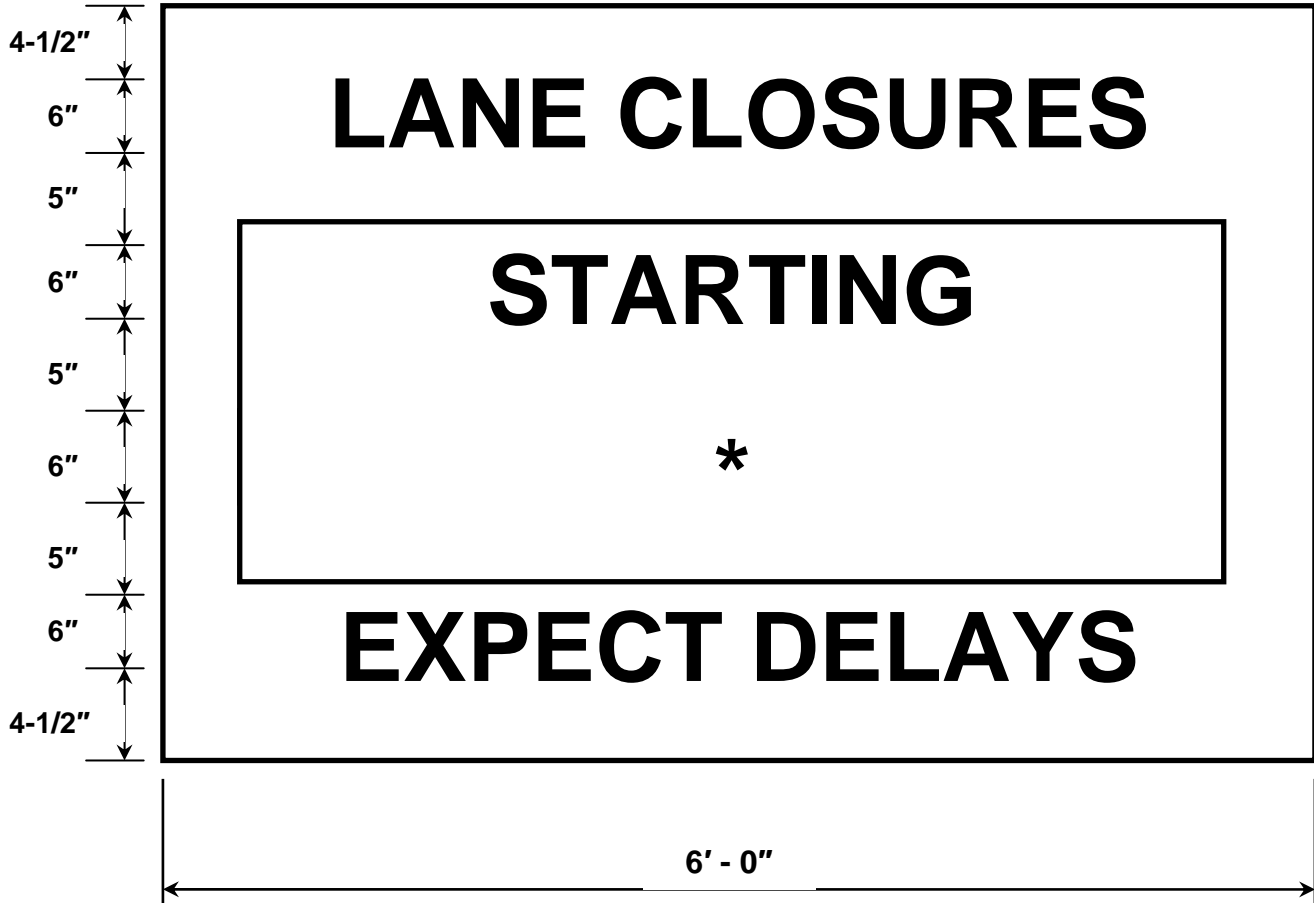 4-1/2"
LANE CLOSURES
6"
5"
STARTING
6"
5"
*
6"
5"
EXPECT DELAYS
6"
4-1/2"
6' - 0"